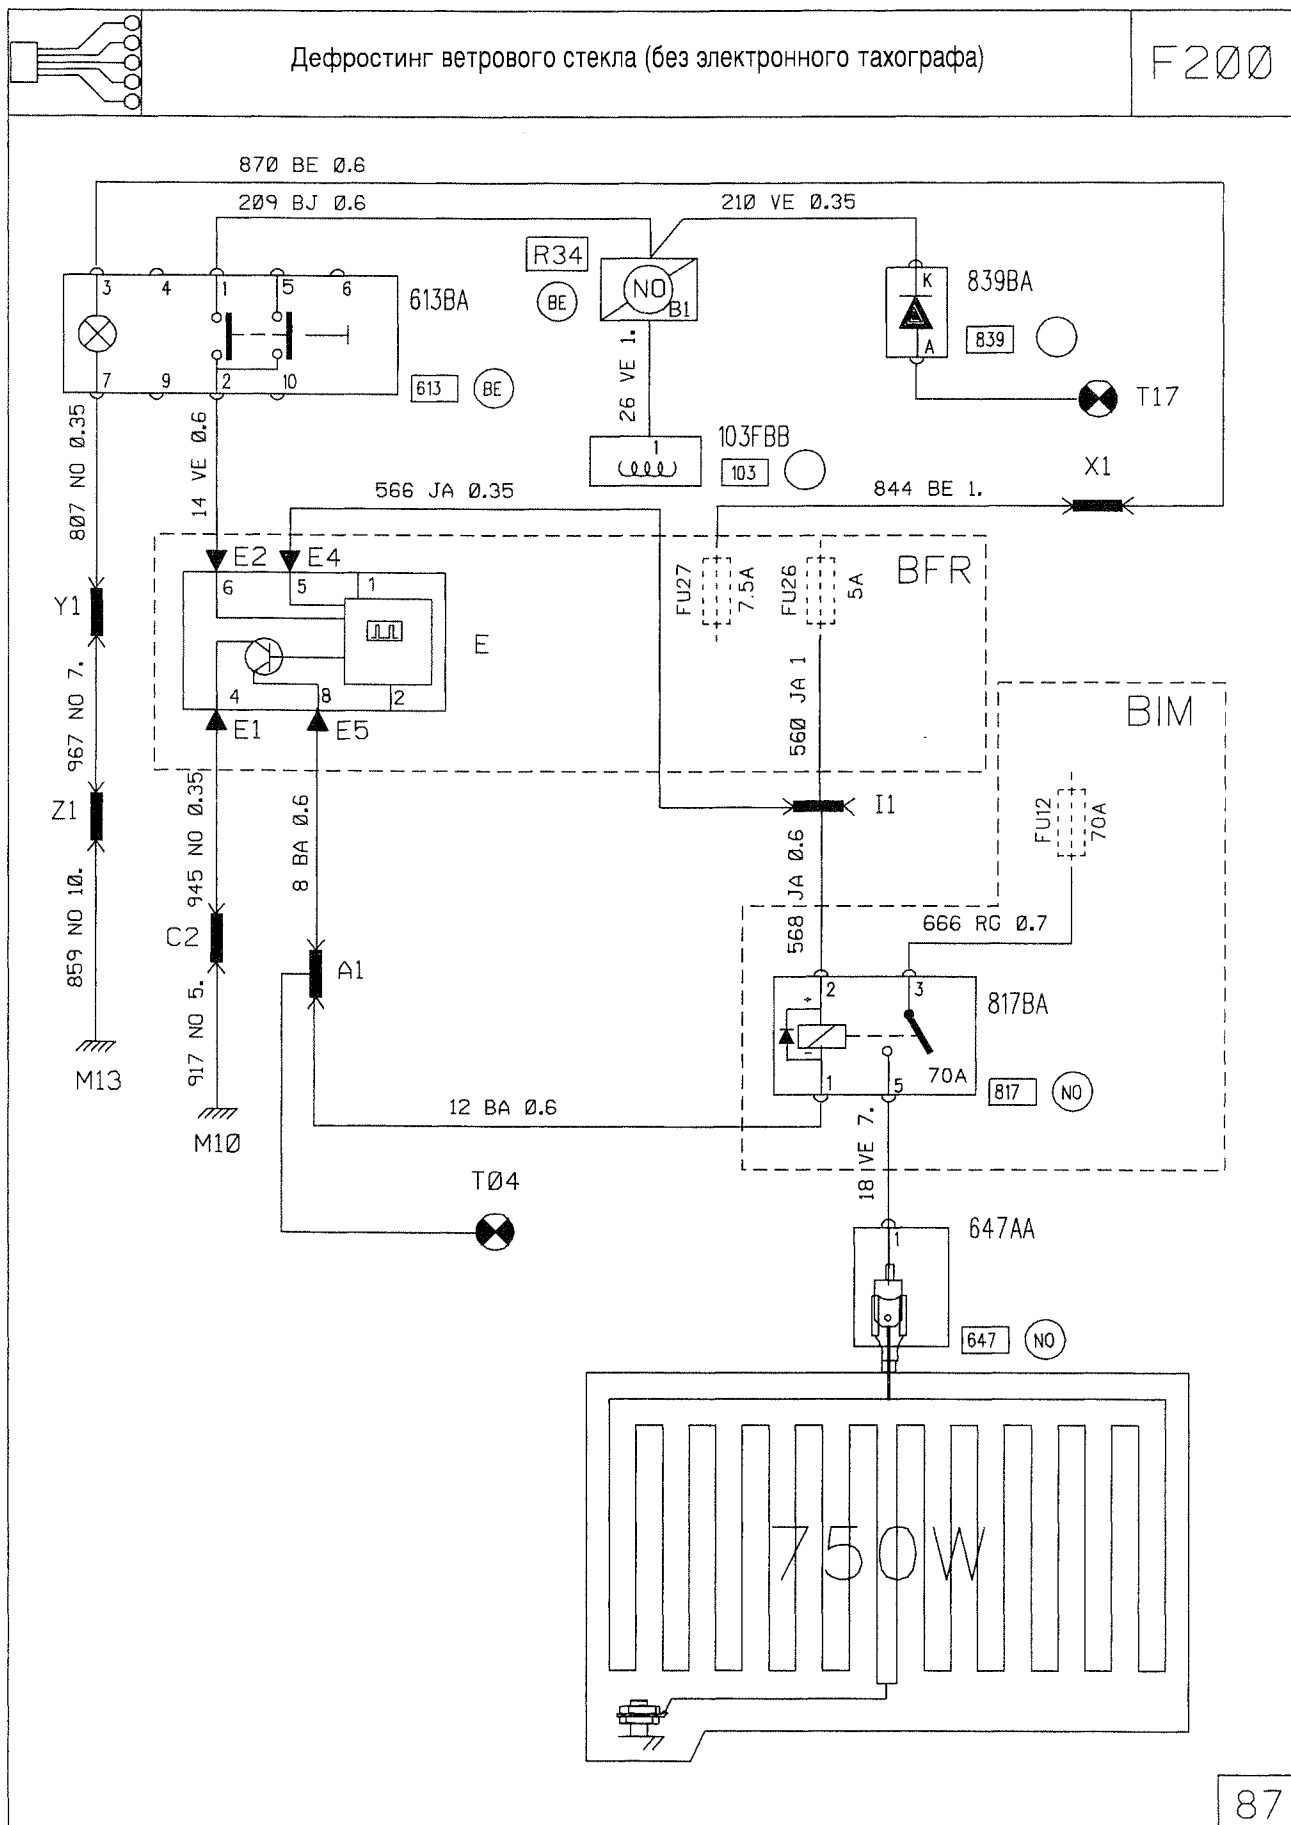 Дефростинг ветрового стекла (без электронного тахографа)
F200
870 BE 0.6
209 BJ 0.6
210 VE 0.35
R34
BE
NO
B1
K
A
839BA
839
T17
3 4 1 5 6
613BA
7 9 2 10
613
BE
26 VE 1.
1
103FBB
103
X1
844 BE 1.
807 NO 0.35
14 VE 0.6
566 JA 0.35
E2
E4
6 5 1
E
4 8 2
E1
E5
FU27
7.5A
FU26
5A
BFR
Y1
967 NO 7.
Z1
859 NO 10.
M13
945 NO 0.35
C2
917 NO 5.
M10
8 BA 0.6
A1
560 JA 1
I1
568 JA 0.6
BIM
FU12
70A
666 RG 0.7
2 3
+
-
817BA
70A
1 5
817
NO
12 BA 0.6
T04
18 VE 7.
1
647AA
647
NO
750W
87